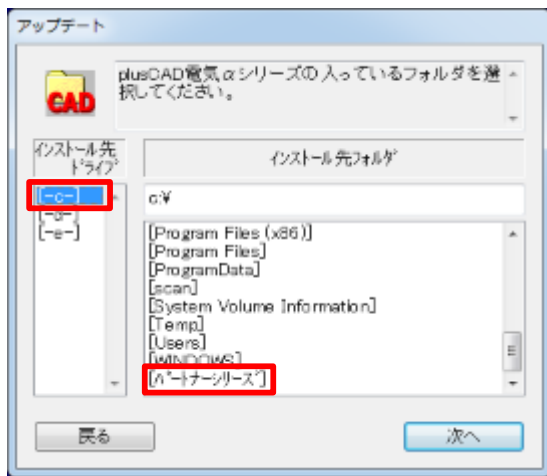 アップデート
CAD
plusCAD電気αシリーズの入っているフォルダを選
択してください。
インストール先
ドライブ
インストール先フォルダ
[-c-]
[-d-]
[-e-]
c:¥
[Program Files (x86)]
[Program Files]
[ProgramData]
[scan]
[System Volume Information]
[Temp]
[Users]
[WINDOWS]
[パートナーシリーズ]
戻る
次へ